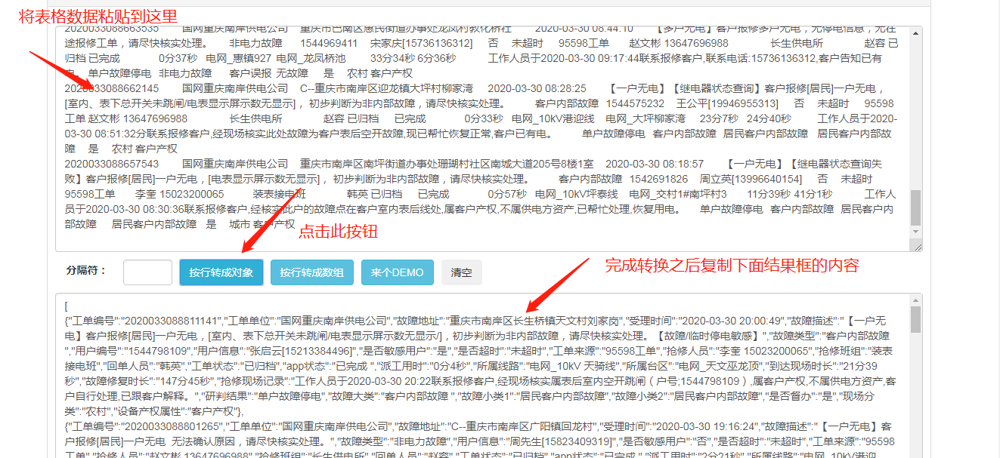 将表格数据粘贴到这里
2020033088663535 国网重庆南岸供电公司 重庆市巴南区惠民街道办事处龙凤村敦化桥社 2020-03-30 08:44:10 【多户无电】客户报修多户无电，无停电信息，无在
途报修工单，请尽快核实处理。 非电力故障 1544969411 宋家庆[15736136312] 否 未超时 95598工单 赵文彬 13647696988 长生供电所 赵容 已
归档 已完成 0分37秒 电网_惠镇927 电网_龙凤桥池 33分34秒 6分36秒 工作人员于2020-03-30 09:17:44联系报修客户,联系电话:15736136312,客户告知已有
电。 单户故障停电 非电力故障 客户误报 无故障 是 农村 客户产权
2020033088662145 国网重庆南岸供电公司 C--重庆市南岸区迎龙镇大坪村柳家湾 2020-03-30 08:28:25 【一户无电】【继电器状态查询】客户报修[居民]一户无电，
[室内、表下总开关未跳闸/电表显示屏示数无显示]，初步判断为非内部故障，请尽快核实处理。 客户内部故障 1544575232 王公平[19946955313] 否 未超时 95598
工单 赵文彬 13647696988 长生供电所 赵容 已归档 已完成 0分33秒 电网_10kV港迎线 电网_大坪柳家湾 23分7秒 24分40秒 工作人员于2020-
03-30 08:51:32分联系报修客户,经现场核实此处故障为客户表后空开故障,现已帮忙恢复正常,客户已有电。 单户故障停电 客户内部故障 居民客户内部故障 居民客户内部故
障 是 农村 客户产权
2020033088657543 国网重庆南岸供电公司 重庆市南岸区南坪街道办事处珊瑚村社区南城大道205号8楼1室 2020-03-30 08:18:57 【一户无电】【继电器状态查询失
败】客户报修[居民]一户无电，[电表显示屏示数无显示]，初步判断为非内部故障，请尽快核实处理。 客户内部故障 1542691826 周立英[13996640154] 否 未超时
95598工单 李奎 15023200065 装表接电班 韩英 已归档 已完成 0分57秒 电网_10kV坪泰线 电网_交村1#南坪村3 11分39秒 41分1秒 工作人
员于2020-03-30 08:30:36联系报修客户,经核实此户的故障点在客户室内表后线处,属客户产权,不属供电方资产,已帮忙处理,恢复用电。 单户故障停电 客户内部故障 居民客户内
部故障 居民客户内部故障 是 城市 客户产权
点击此按钮
分隔符： 按行转成对象 按行转成数组 来个DEMO 清空
完成转换之后复制下面结果框的内容
[
{"工单编号":"2020033088811141","工单单位":"国网重庆南岸供电公司","故障地址":"重庆市南岸区长生桥镇天文村刘家岗","受理时间":"2020-03-30 20:00:49","故障描述":"【一户无
电】客户报修[居民]一户无电，[室内、表下总开关未跳闸/电表显示屏示数无显示/]，初步判断为非内部故障，请尽快核实处理。【故障/临时停电敏感】","故障类型":"客户内部故障
","用户编号":"1544798109","用户信息":"张启云[15213384496]","是否敏感用户":"是","是否超时":"未超时","工单来源":"95598工单","抢修人员":"李奎 15023200065","抢修班组":"装表
接电班","回单人员":"韩英","工单状态":"已归档","app状态":"已完成 ","派工用时":"0分4秒","所属线路":"电网_10kV 天骑线","所属台区":"电网_天文巫龙顶","到达现场时长":"21分39
秒","故障修复时长":"147分45秒","抢修现场记录":"工作人员于2020-03-30 20:22联系报修客户,经现场核实属表后室内空开跳闸（户号;1544798109）,属客户产权,不属供电方资产,客
户自行处理,已跟客户解释。","研判结果":"单户故障停电","故障大类":"客户内部故障 ","故障小类1":"居民客户内部故障","故障小类2":"居民客户内部故障","是否督办":"是","现场分
类":"农村","设备产权属性":"客户产权"},
{"工单编号":"2020033088801265","工单单位":"国网重庆南岸供电公司","故障地址":"C--重庆市南岸区广阳镇回龙村","受理时间":"2020-03-30 19:16:24","故障描述":"【一户无电】客
户报修[居民]一户无电 无法确认原因，请尽快核实处理。","故障类型":"非电力故障","用户信息":"周先生[15823409319]","是否敏感用户":"否","是否超时":"未超时","工单来源":"95598
工单","抢修人员":"赵文彬 13647696988","抢修班组":"长生供电所","回单人员":"赵容","工单状态":"已归档","app状态":"已完成 ","派工用时":"2分21秒","所属线路":"电网_10kV港迎